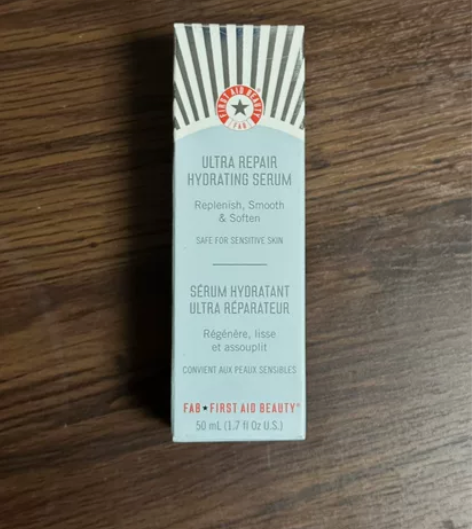 FIRST AID BEAUTY
ULTRA REPAIR
HYDRATING SERUM
Replenish, Smooth
& Soften
SAFE FOR SENSITIVE SKIN
SÉRUM HYDRATANT
ULTRA RÉPARATEUR
Régénère, lisse
et assouplit
CONVIENT AUX PEAUX SENSIBLES
FAB★FIRST AID BEAUTY®
50 mL (1.7 fl Oz U.S.)